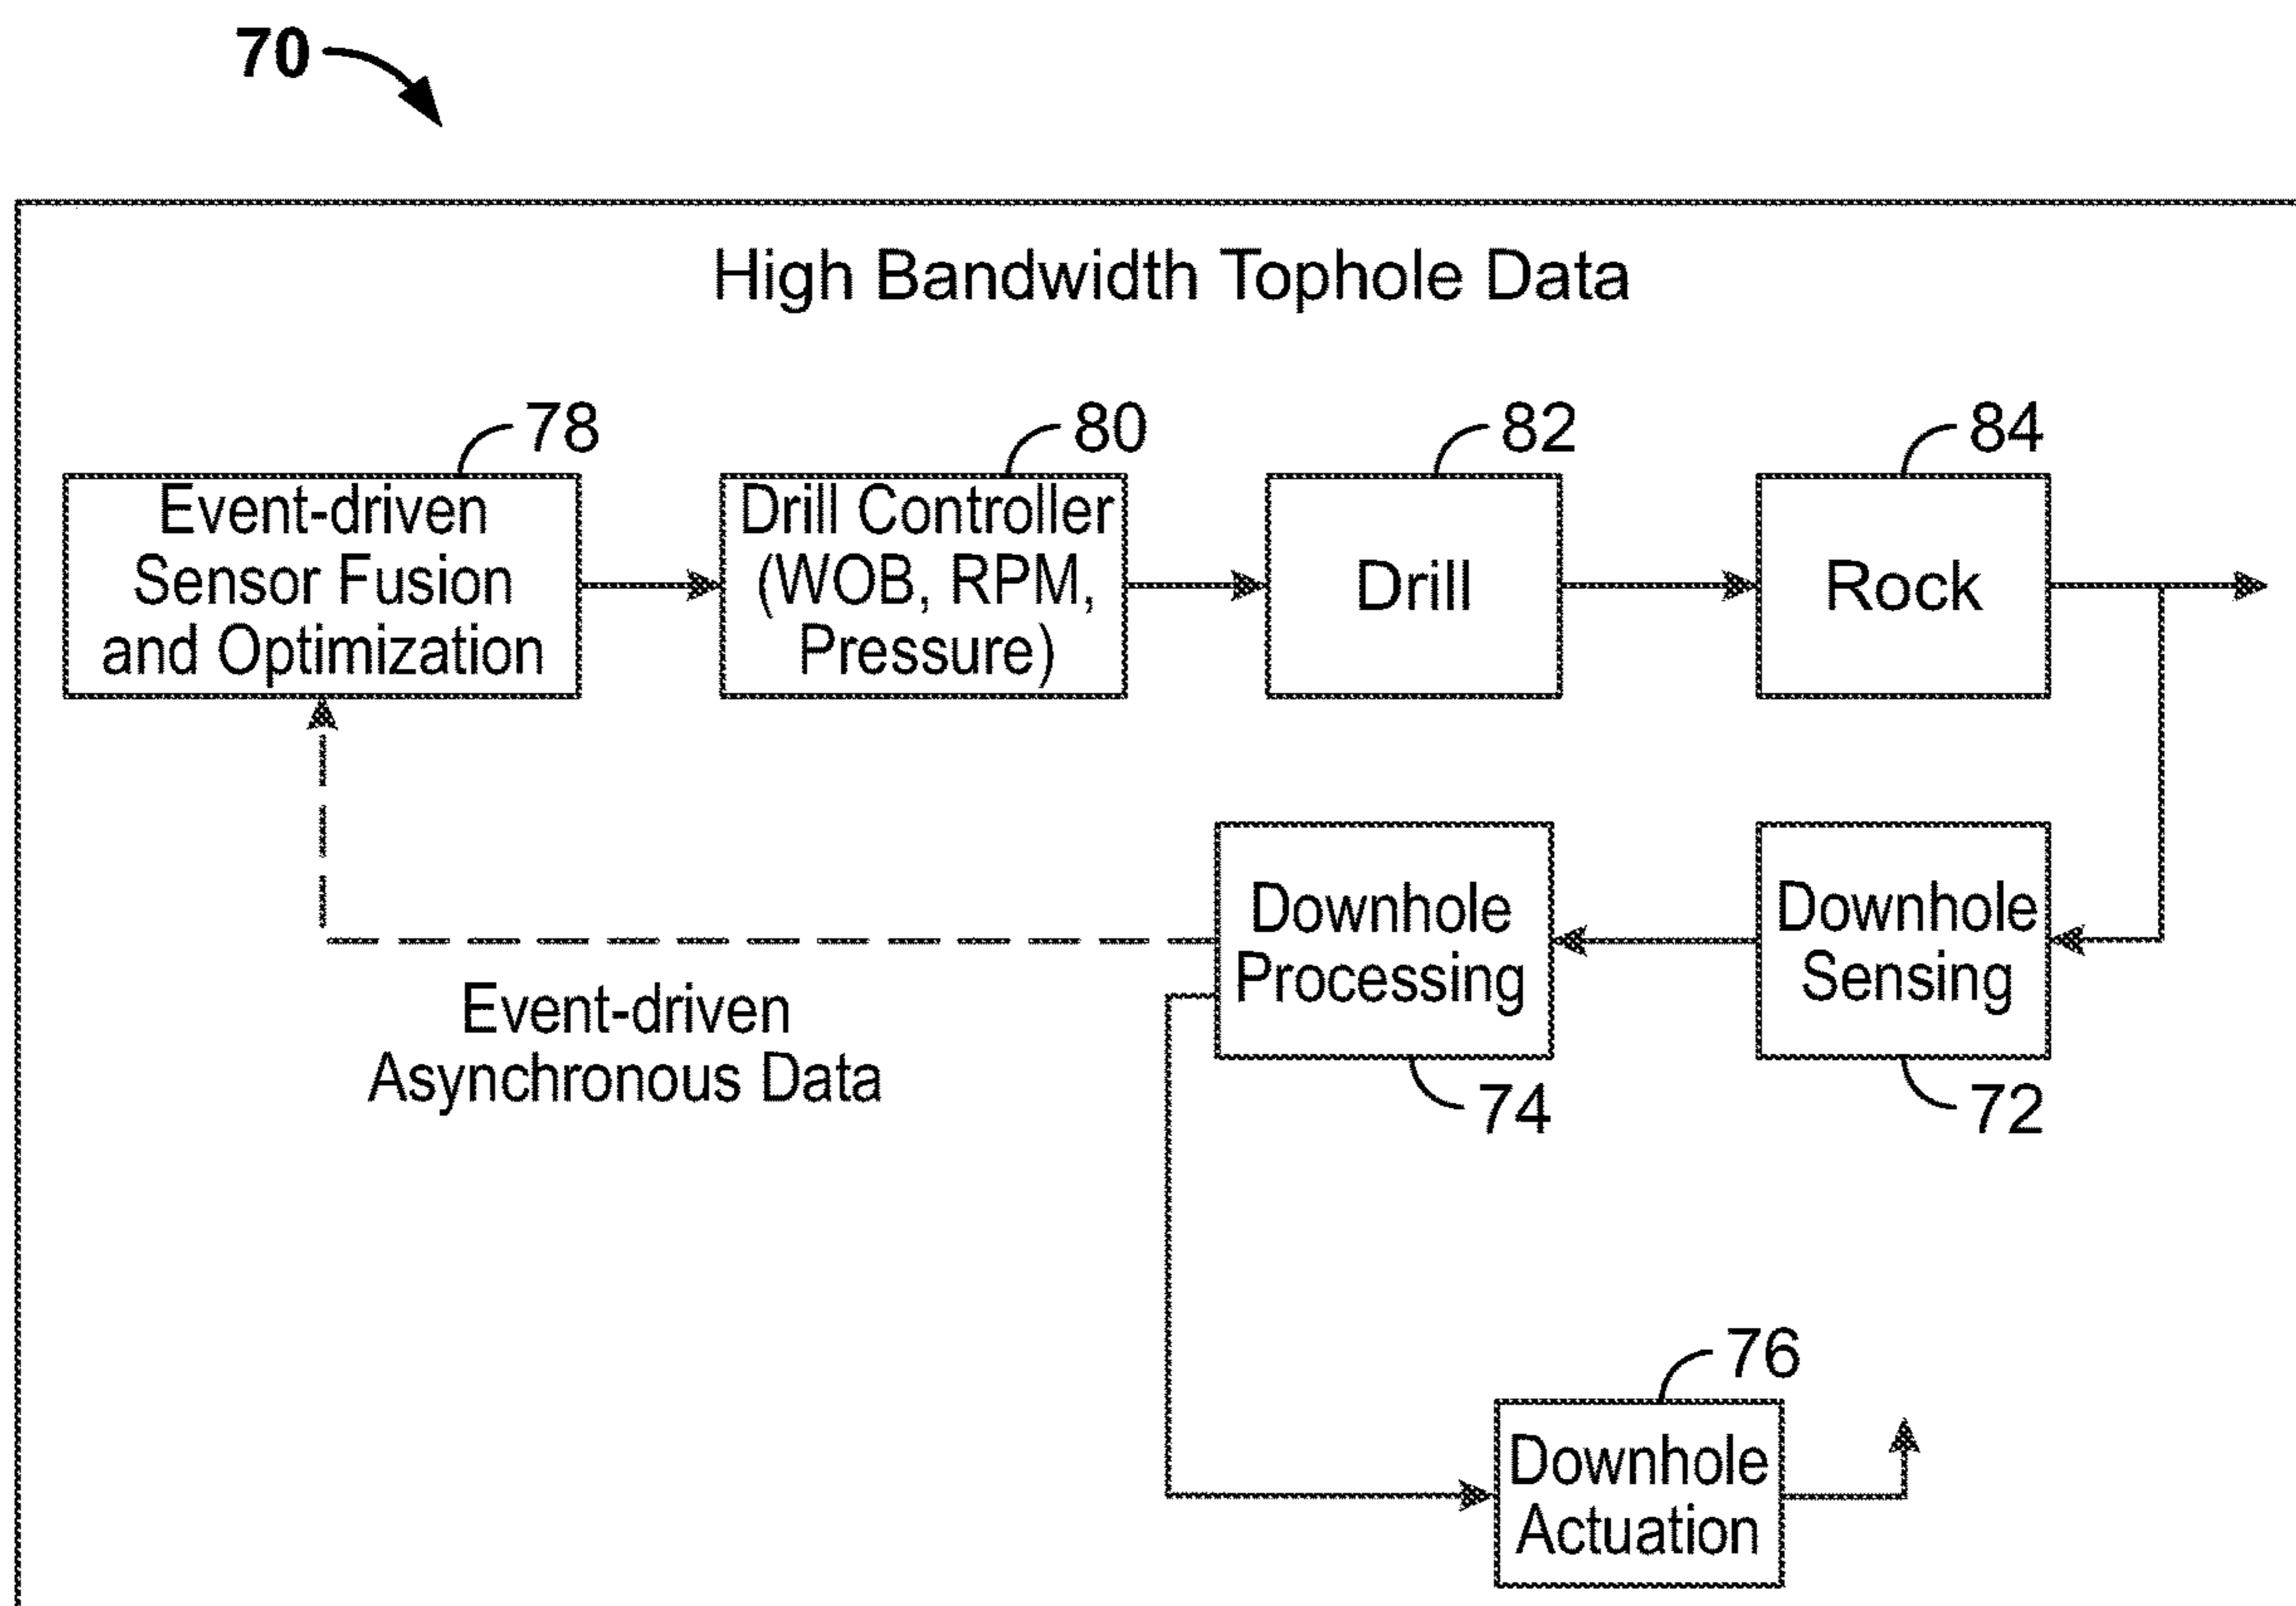 70
High Bandwidth Tophole Data
78
80
82
84
Event-driven
Sensor Fusion
and Optimization
Drill Controller
(WOB, RPM,
Pressure)
Drill
Rock
Downhole
Processing
Downhole
Sensing
Event-driven
Asynchronous Data
74
72
76
Downhole
Actuation